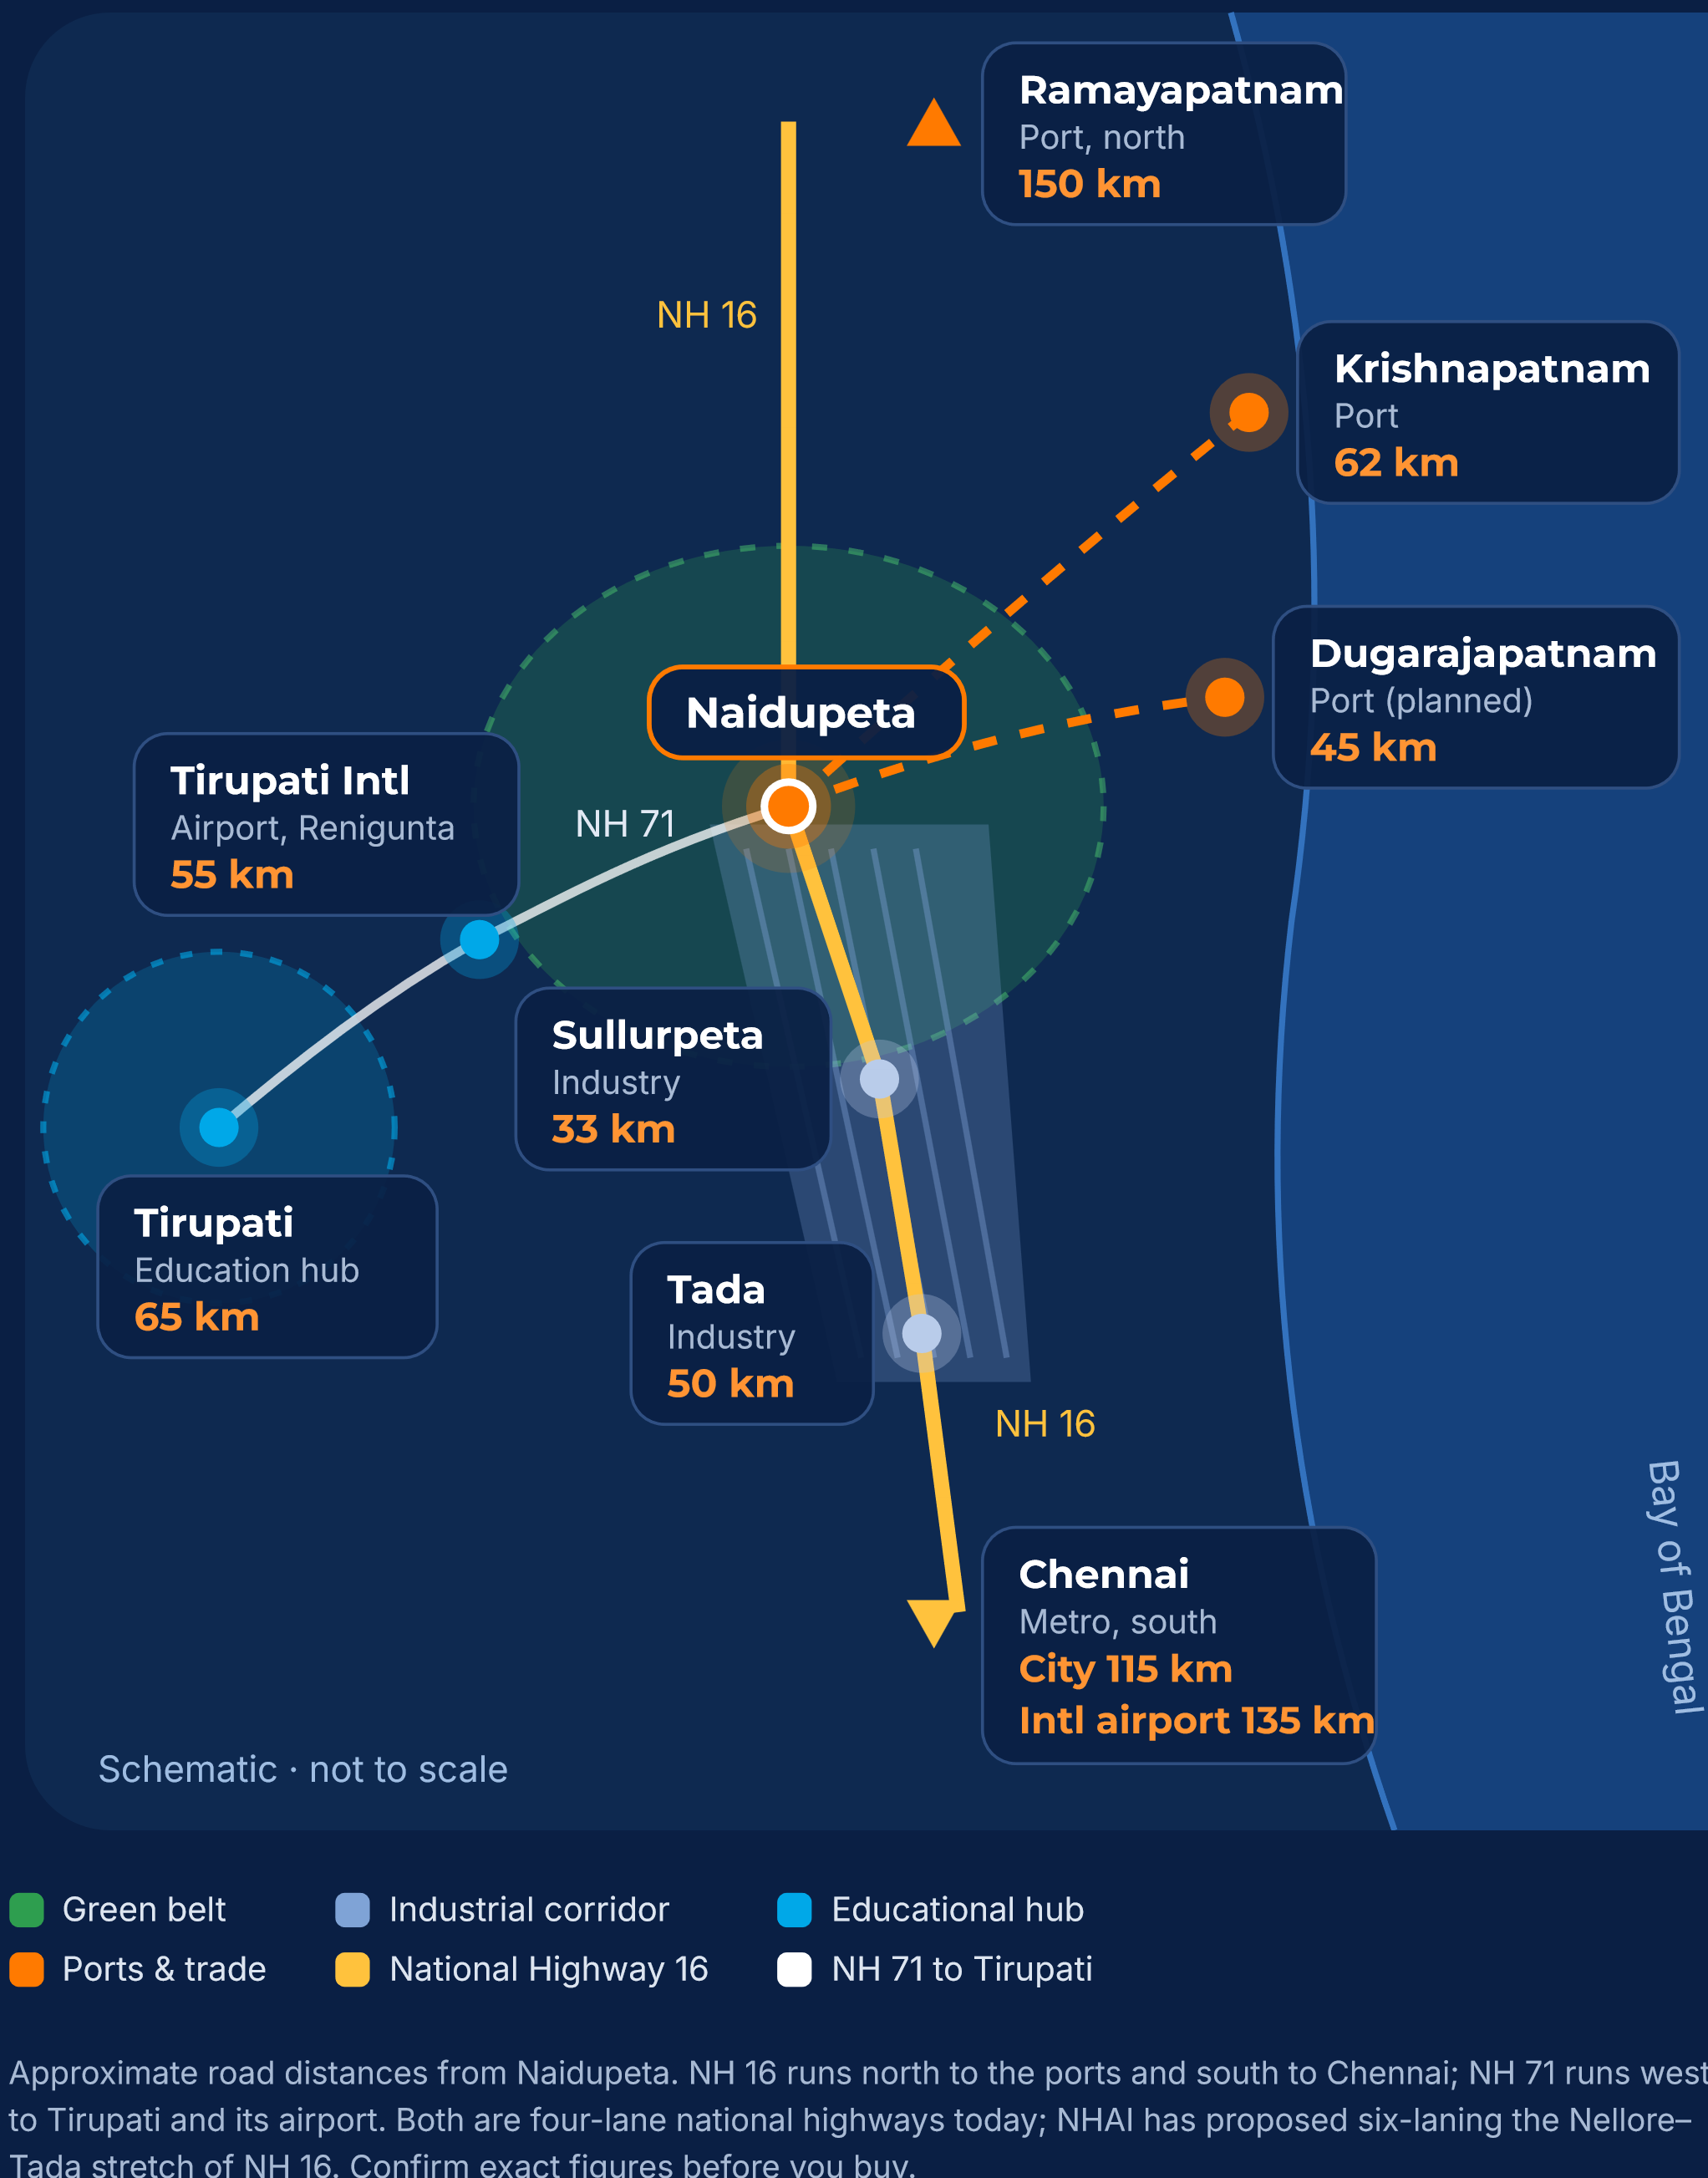 Ramayapatnam
Port, north
150 km
NH 16
Krishnapatnam
Port
62 km
Dugarajapatnam
Port (planned)
45 km
Naidupeta
Tirupati Intl
Airport, Renigunta
55 km
NH 71
Sullurpeta
Industry
33 km
Tirupati
Education hub
65 km
Tada
Industry
50 km
NH 16
Bay of Bengal
Chennai
Metro, south
City 115 km
Intl airport 135 km
Schematic · not to scale
Green belt
Industrial corridor
Educational hub
Ports & trade
National Highway 16
NH 71 to Tirupati
Approximate road distances from Naidupeta. NH 16 runs north to the ports and south to Chennai; NH 71 runs west
to Tirupati and its airport. Both are four-lane national highways today; NHAI has proposed six-laning the Nellore–
Tada stretch of NH 16. Confirm exact figures before you buy.